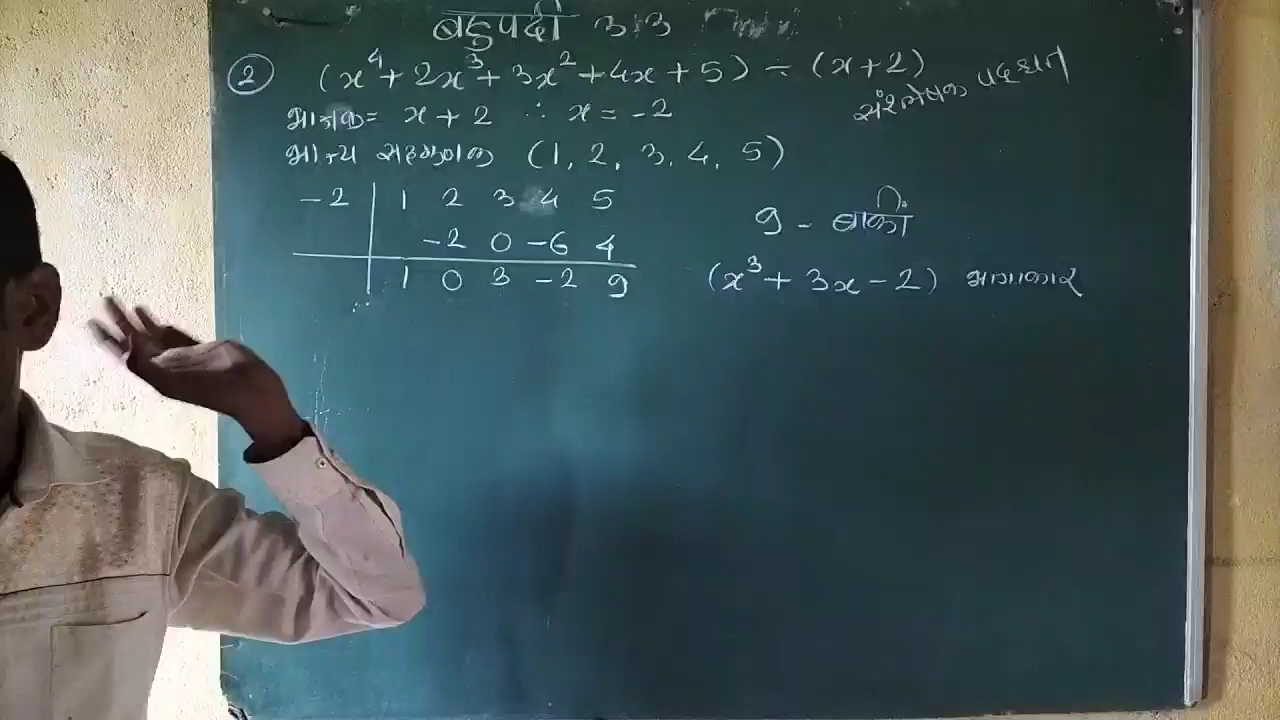 बहुपदी 3.3
② (x⁴ + 2x³ + 3x² + 4x + 5) ÷ (x + 2)
संश्लेषक पद्धत
भाजक = x + 2 ∴ x = -2
भाज्य सहगुणक (1, 2, 3, 4, 5)
-2 | 1 2 3 4 5
-2 0 -6 4
1 0 3 -2 9
9 - बाकी
(x³ + 3x - 2) भागाकार